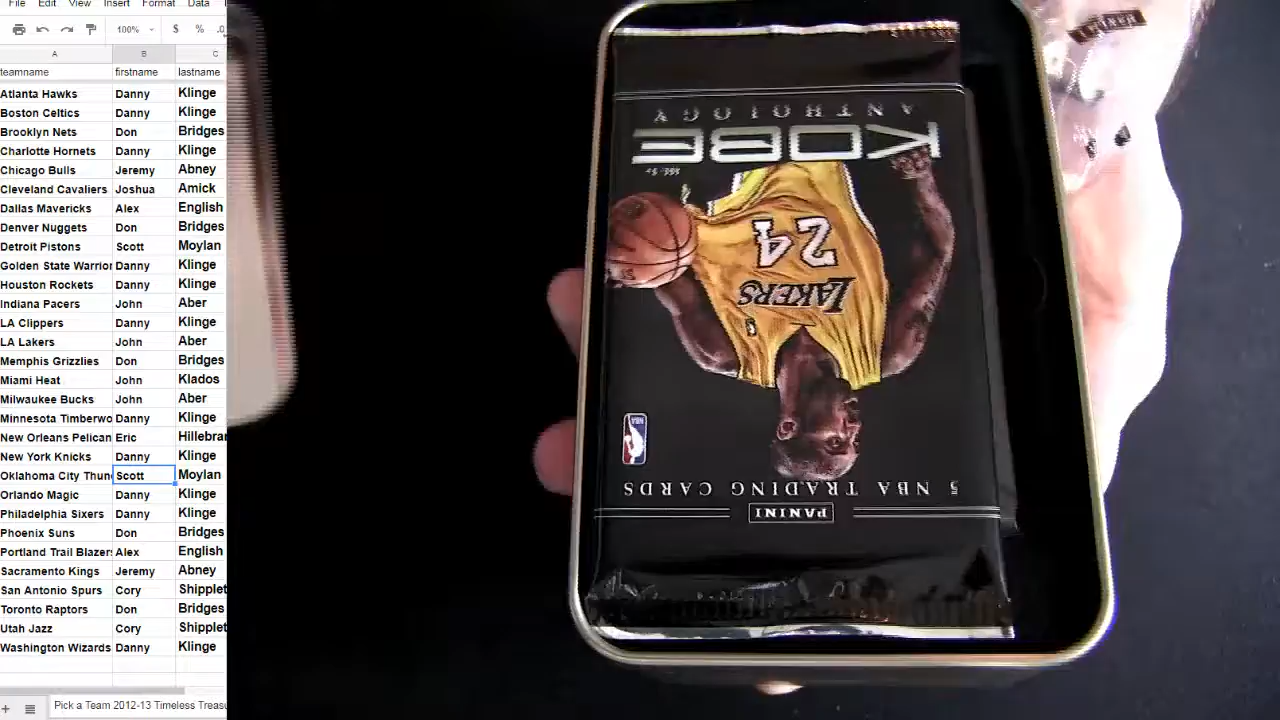 File Edit View Insert Format Data
100% $ % .0
A B C
teamname firstname lastname
Atlanta Hawks Danny Klinge
Boston Celtics Danny Klinge
Brooklyn Nets Don Bridges
Charlotte Hornets Danny Klinge
Chicago Bulls Jeremy Abney
Cleveland Cavaliers Joshua Amick
Dallas Mavericks Alex English
Denver Nuggets Don Bridges
Detroit Pistons Scott Moylan
Golden State Warrior Danny Klinge
Houston Rockets Danny Klinge
Indiana Pacers John Aber
LA Clippers Danny Klinge
LA Lakers John Aber
Memphis Grizzlies Don Bridges
Miami Heat John Klados
Milwaukee Bucks John Aber
Minnesota Timberwo Danny Klinge
New Orleans Pelican Eric Hillebrar
New York Knicks Danny Klinge
Oklahoma City Thun Scott Moylan
Orlando Magic Danny Klinge
Philadelphia Sixers Danny Klinge
Phoenix Suns Don Bridges
Portland Trail Blazers Alex English
Sacramento Kings Jeremy Abney
San Antonio Spurs Cory Shipplet
Toronto Raptors Don Bridges
Utah Jazz Cory Shipplet
Washington Wizards Danny Klinge
Pick a Team 2012-13 Timeless Treasu
PANINI
5 NBA TRADING CARDS
NBA
LAKERS
24
KOBE
ANTHOLOGY